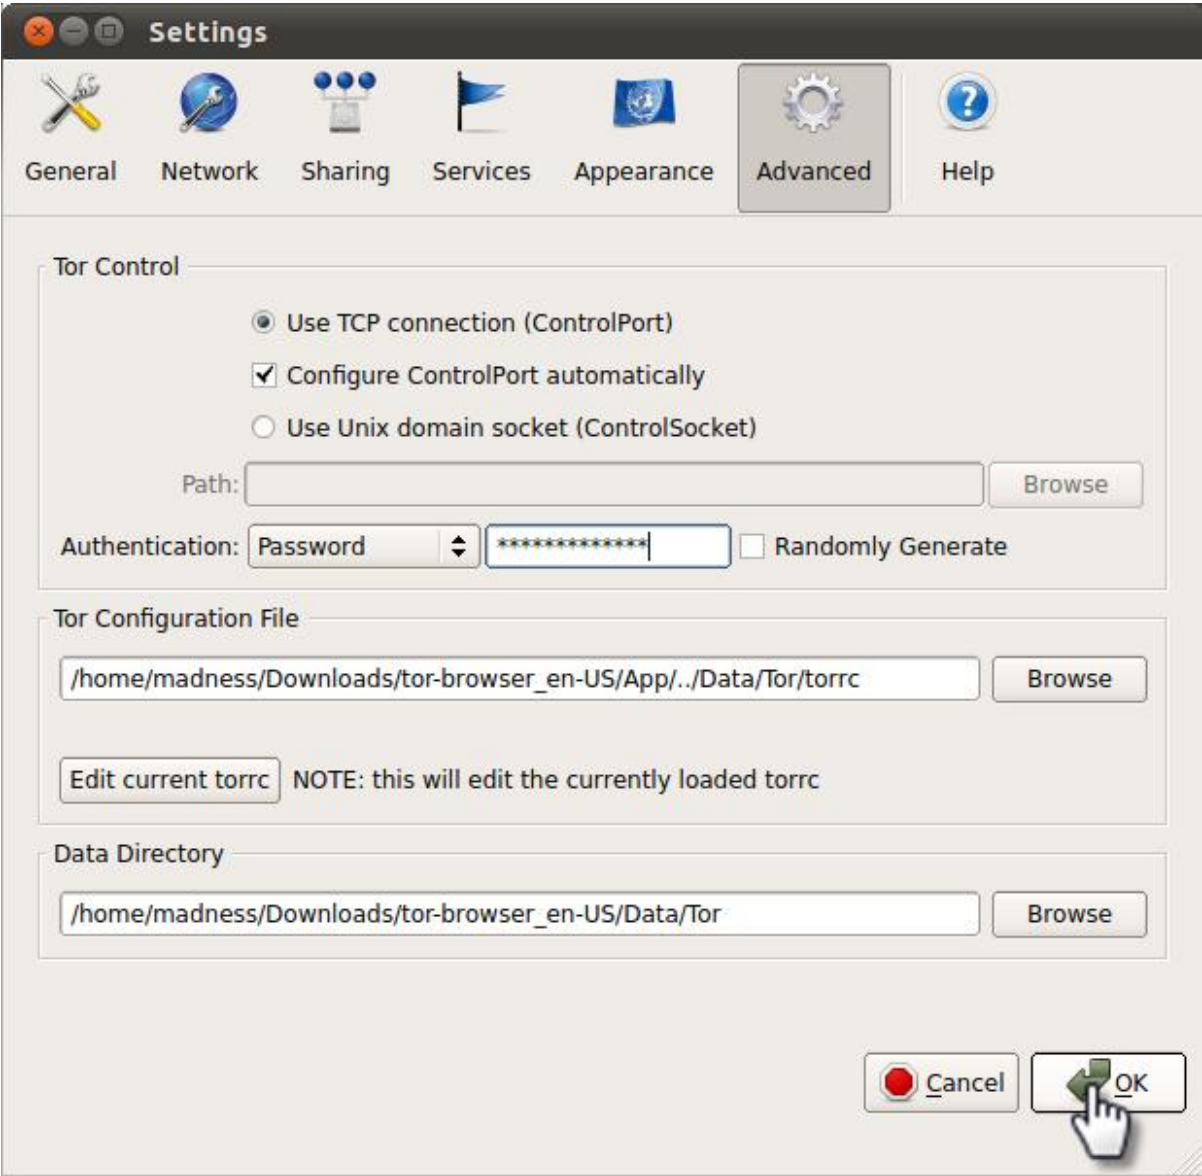 Settings
General Network Sharing Services Appearance Advanced Help
Tor Control
Use TCP connection (ControlPort)
Configure ControlPort automatically
Use Unix domain socket (ControlSocket)
Path: Browse
Authentication: Password ************* Randomly Generate
Tor Configuration File
/home/madness/Downloads/tor-browser_en-US/App/../Data/Tor/torrc Browse
Edit current torrc NOTE: this will edit the currently loaded torrc
Data Directory
/home/madness/Downloads/tor-browser_en-US/Data/Tor Browse
Cancel OK